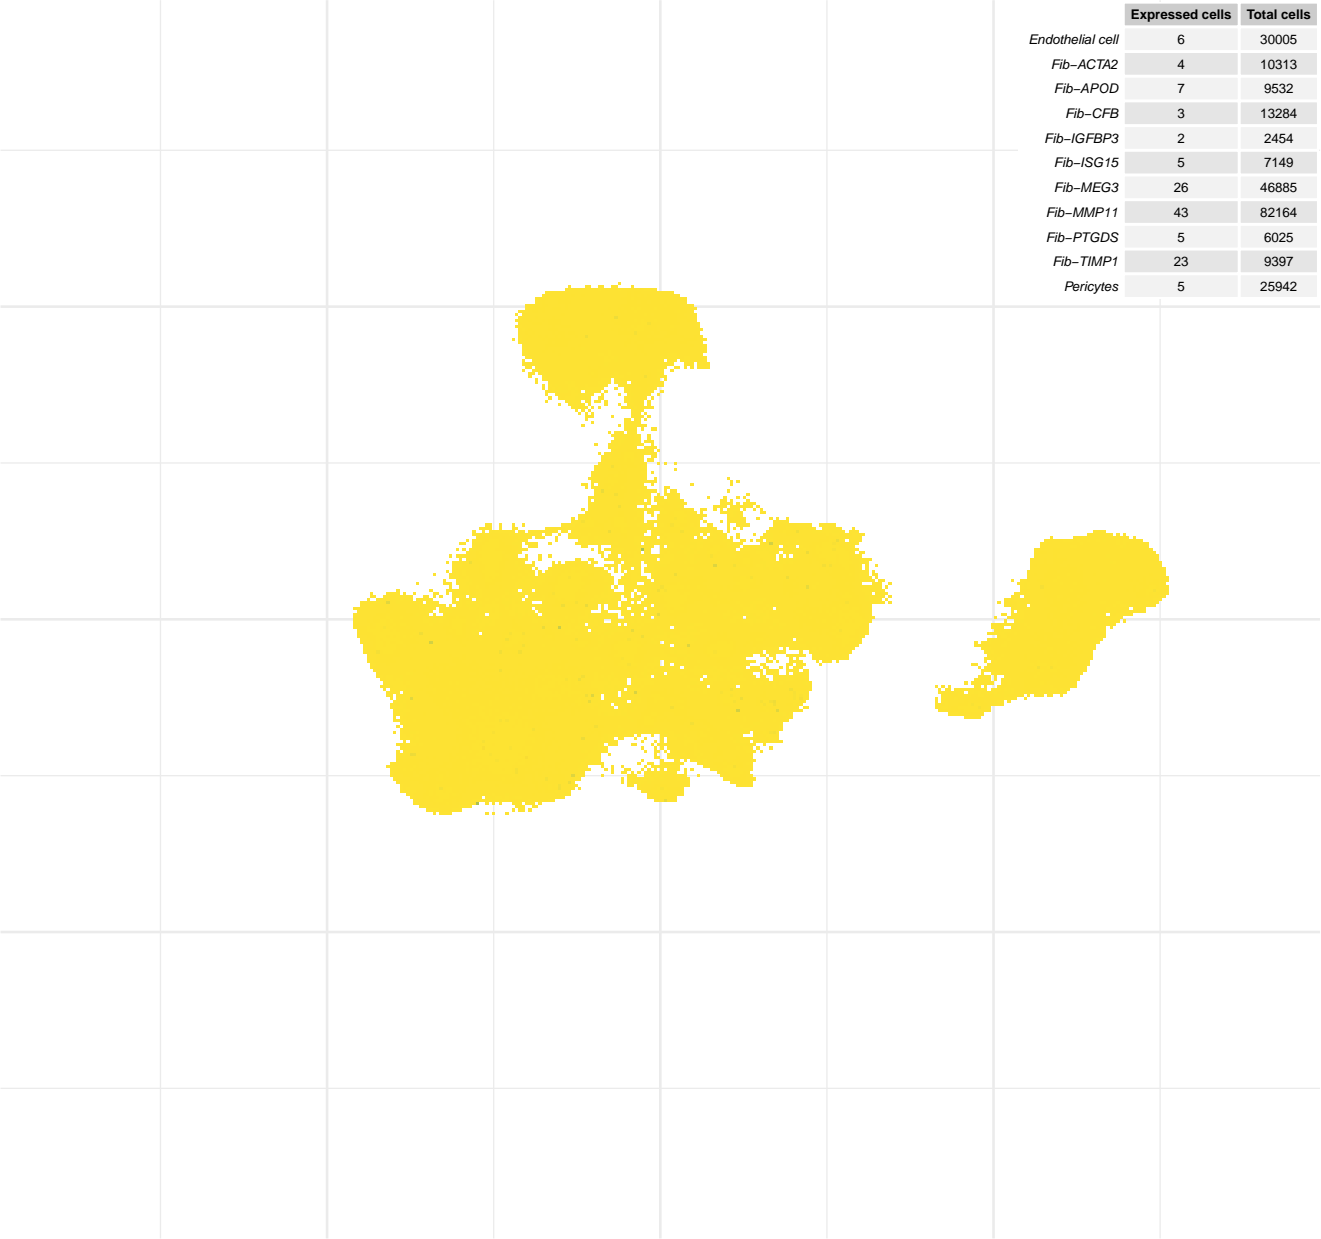 Expressed cells Total cells
Endothelial cell 6 30005
Fib−ACTA2 4 10313
Fib−APOD 7 9532
Fib−CFB 3 13284
Fib−IGFBP3 2 2454
Fib−ISG15 5 7149
Fib−MEG3 26 46885
Fib−MMP11 43 82164
Fib−PTGDS 5 6025
Fib−TIMP1 23 9397
Pericytes 5 25942